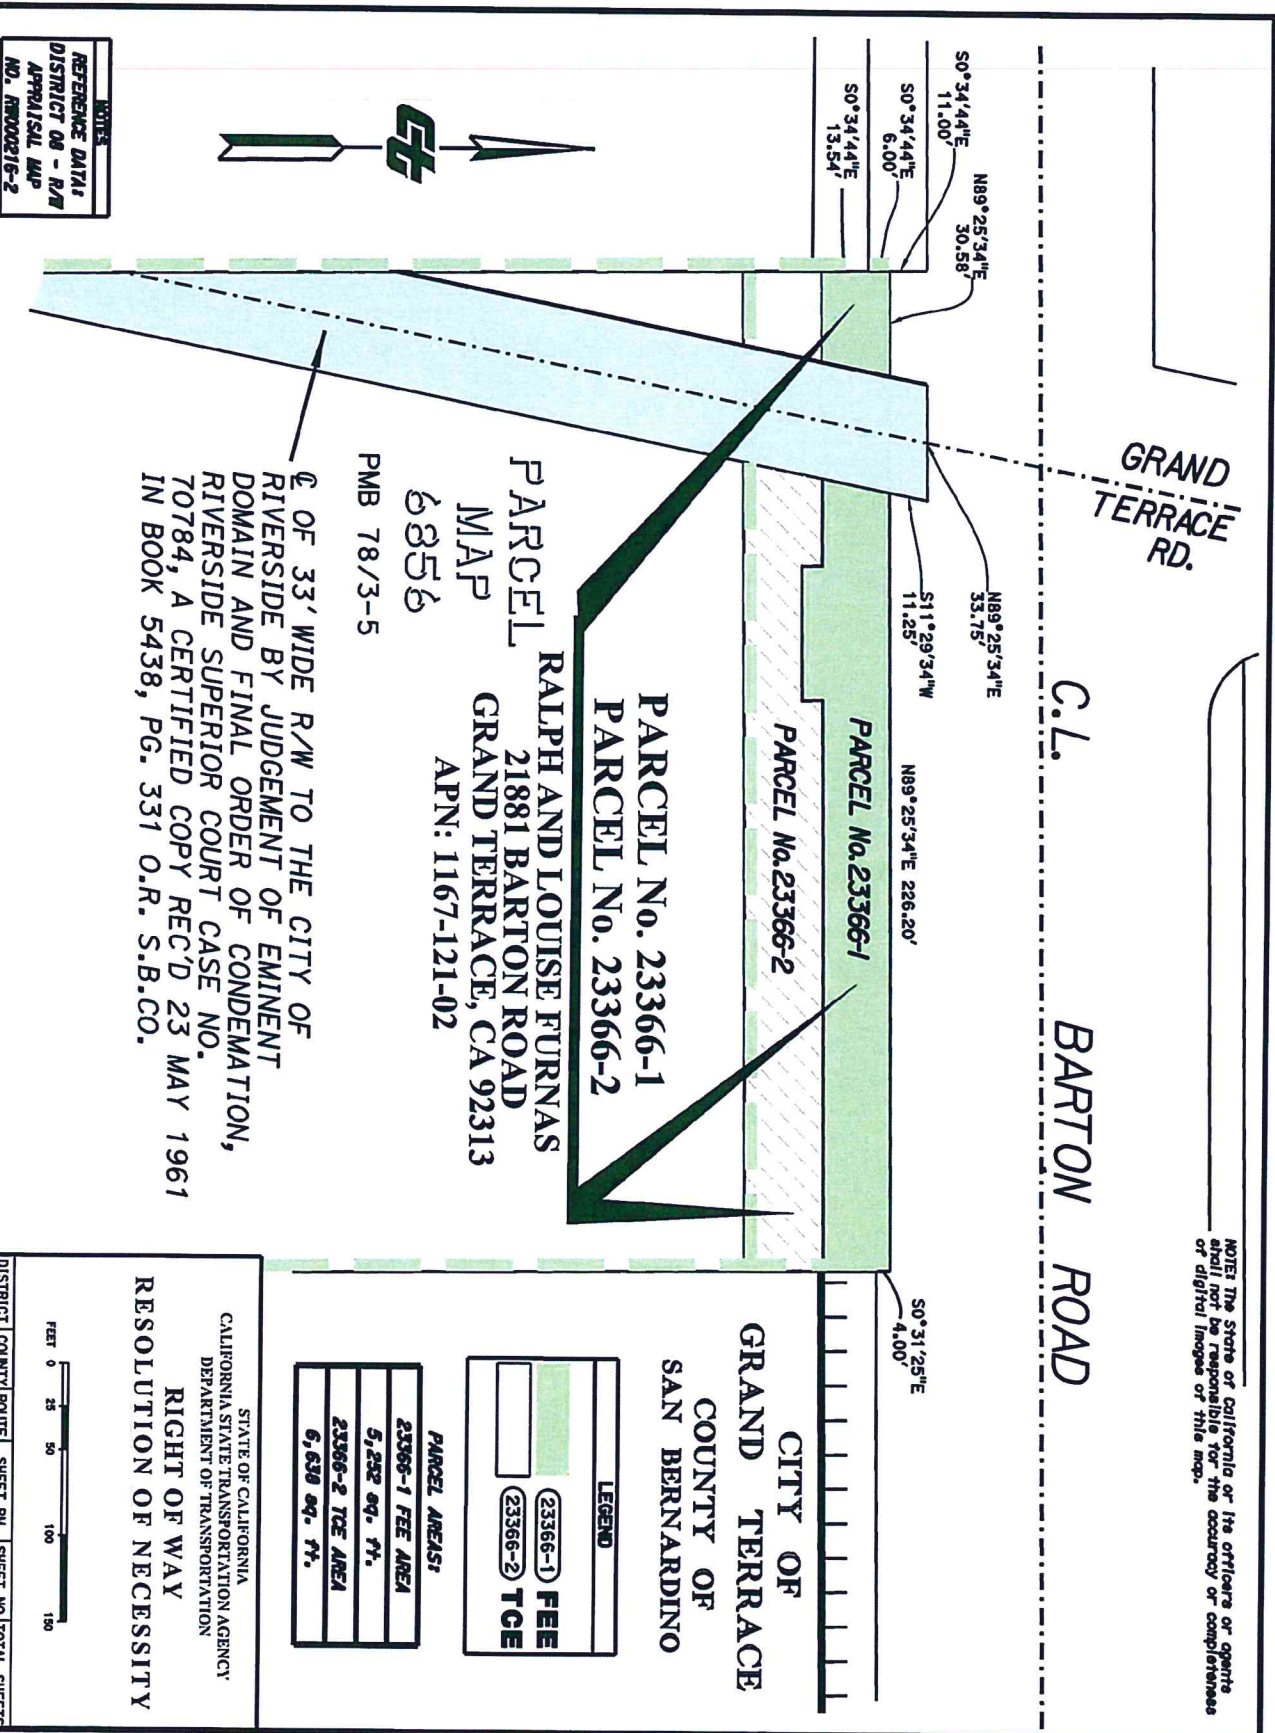 NOTE: The State of California or its officers or agents
shall not be responsible for the accuracy or completeness
of digital images of this map.
GRAND
TERRACE
RD.
C.L. BARTON ROAD
S0°34'44"E
11.00'
N89°25'34"E
30.58'
S0°34'44"E
6.00'
S0°34'44"E
13.54'
N89°25'34"E
33.75'
S11°29'34"W
11.25'
N89°25'34"E 226.20'
S0°31'25"E
4.00'
PARCEL No.23366-1
PARCEL No.23366-2
PARCEL No. 23366-1
PARCEL No. 23366-2
RALPH AND LOUISE FURNAS
21881 BARTON ROAD
GRAND TERRACE, CA 92313
APN: 1167-121-02
PARCEL
MAP
6856
PMB 78/3-5
℄ OF 33' WIDE R/W TO THE CITY OF
RIVERSIDE BY JUDGEMENT OF EMINENT
DOMAIN AND FINAL ORDER OF CONDEMATION,
RIVERSIDE SUPERIOR COURT CASE NO.
70784, A CERTIFIED COPY REC'D 23 MAY 1961
IN BOOK 5438, PG. 331 O.R. S.B.CO.
ct
NOTES
REFERENCE DATA:
DISTRICT 08 - R/W
APPRAISAL MAP
NO. RW000216-2
CITY OF
GRAND TERRACE
COUNTY OF
SAN BERNARDINO
LEGEND
23366-1 FEE
23366-2 TCE
PARCEL AREAS:
23366-1 FEE AREA
5,252 sq. ft.
23366-2 TCE AREA
6,638 sq. ft.
STATE OF CALIFORNIA
CALIFORNIA STATE TRANSPORTATION AGENCY
DEPARTMENT OF TRANSPORTATION
RIGHT OF WAY
RESOLUTION OF NECESSITY
FEET 0 25 50 100 150
DISTRICT COUNTY ROUTE SHEET PM SHEET NO TOTAL SHEETS